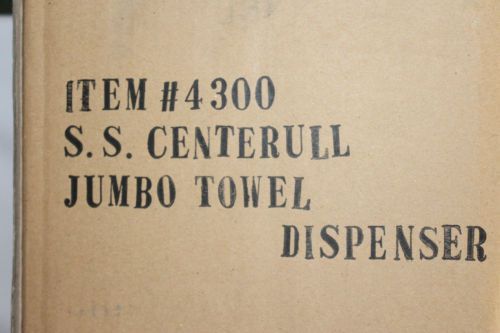 ITEM #4300
S. S. CENTERULL
JUMBO TOWEL
DISPENSER